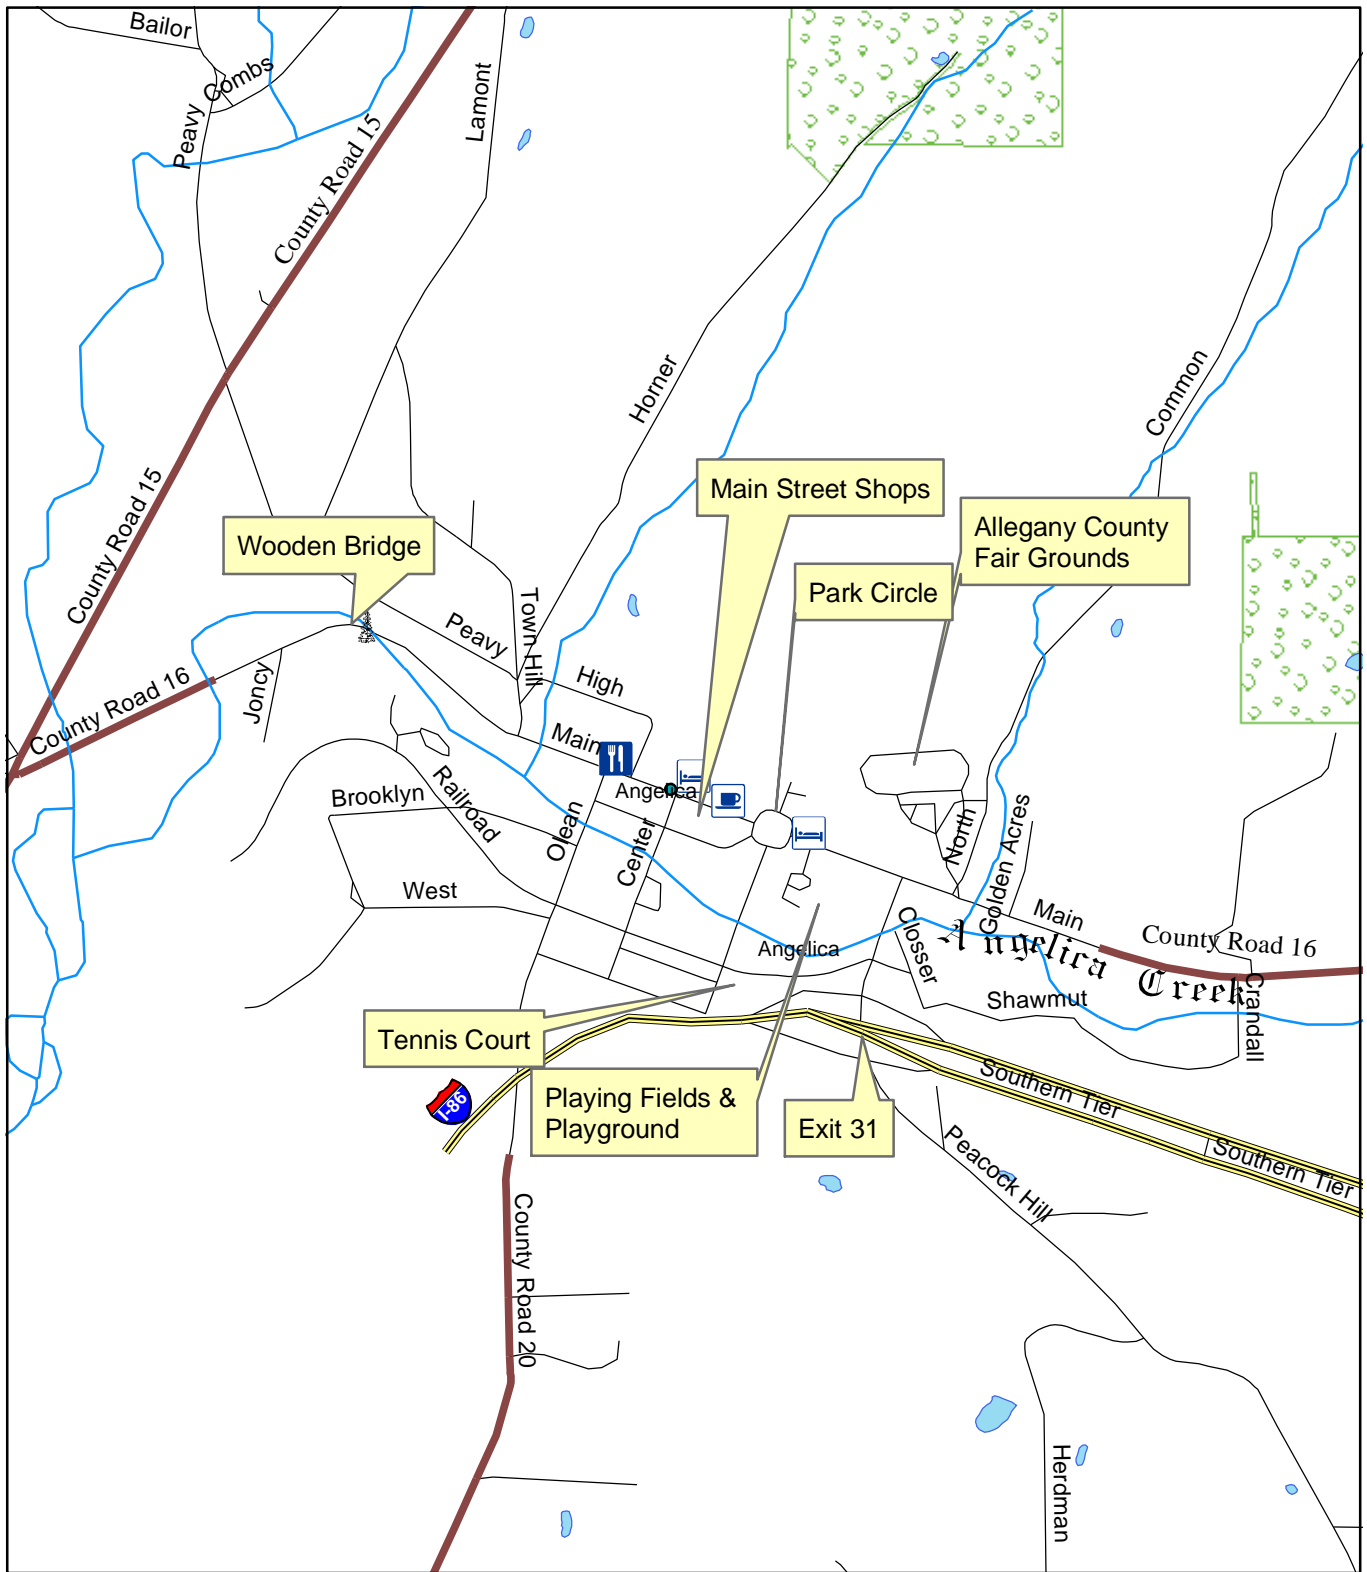 Bailor
Combs
Peavy
Lamont
County Road 15
Horner
Common
Main Street Shops
County Road 15
Allegany County
Fair Grounds
Wooden Bridge
Park Circle
Town Hill
Peavy
High
Joncy
County Road 16
Main
Railroad
Brooklyn
Angelica
Olean
Center
North
Golden Acres
West
Main
Closser
Angelica
Angelica Creek
County Road 16
Crandall
Shawmut
Tennis Court
Southern Tier
I-86
Playing Fields &
Playground
Exit 31
Peacock Hill
Southern Tier
County Road 20
Herdman